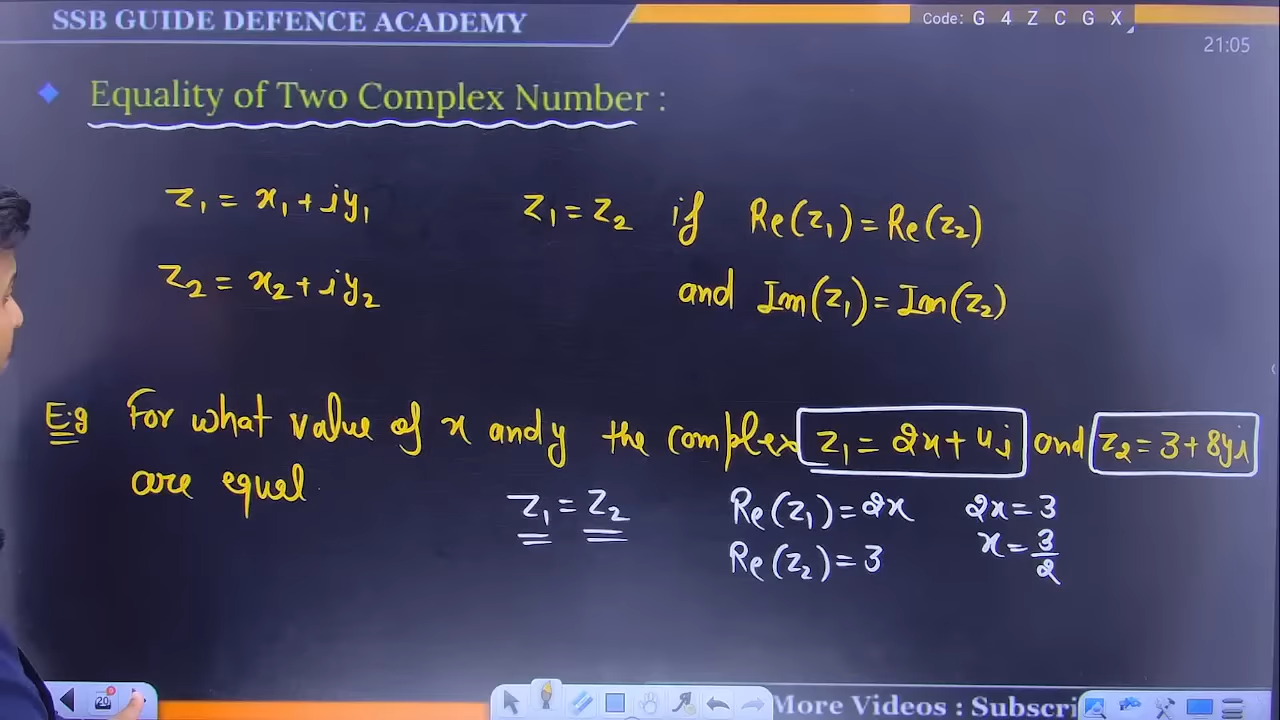 SSB GUIDE DEFENCE ACADEMY
Code: G 4 Z C G X
21:05
Equality of Two Complex Number :
z₁ = x₁ + iy₁
z₁ = z₂ if Re(z₁) = Re(z₂)
z₂ = x₂ + iy₂
and Im(z₁) = Im(z₂)
E.g For what value of x and y the complex z₁ = 2x + 4i and z₂ = 3 + 8yi
are equal
z₁ = z₂
Re(z₁) = 2x
2x = 3
Re(z₂) = 3
x = 3/2
20
More Videos : Subscri